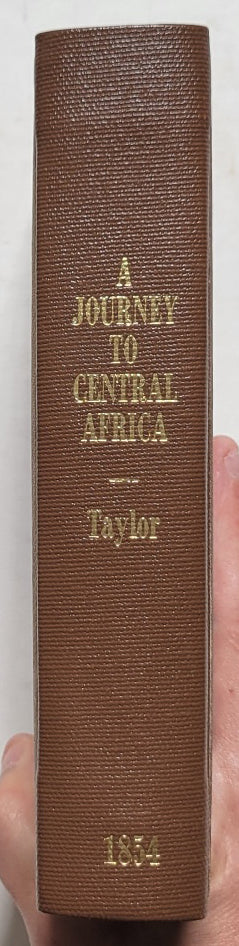 A
JOURNEY
TO
CENTRAL
AFRICA
Taylor
1854